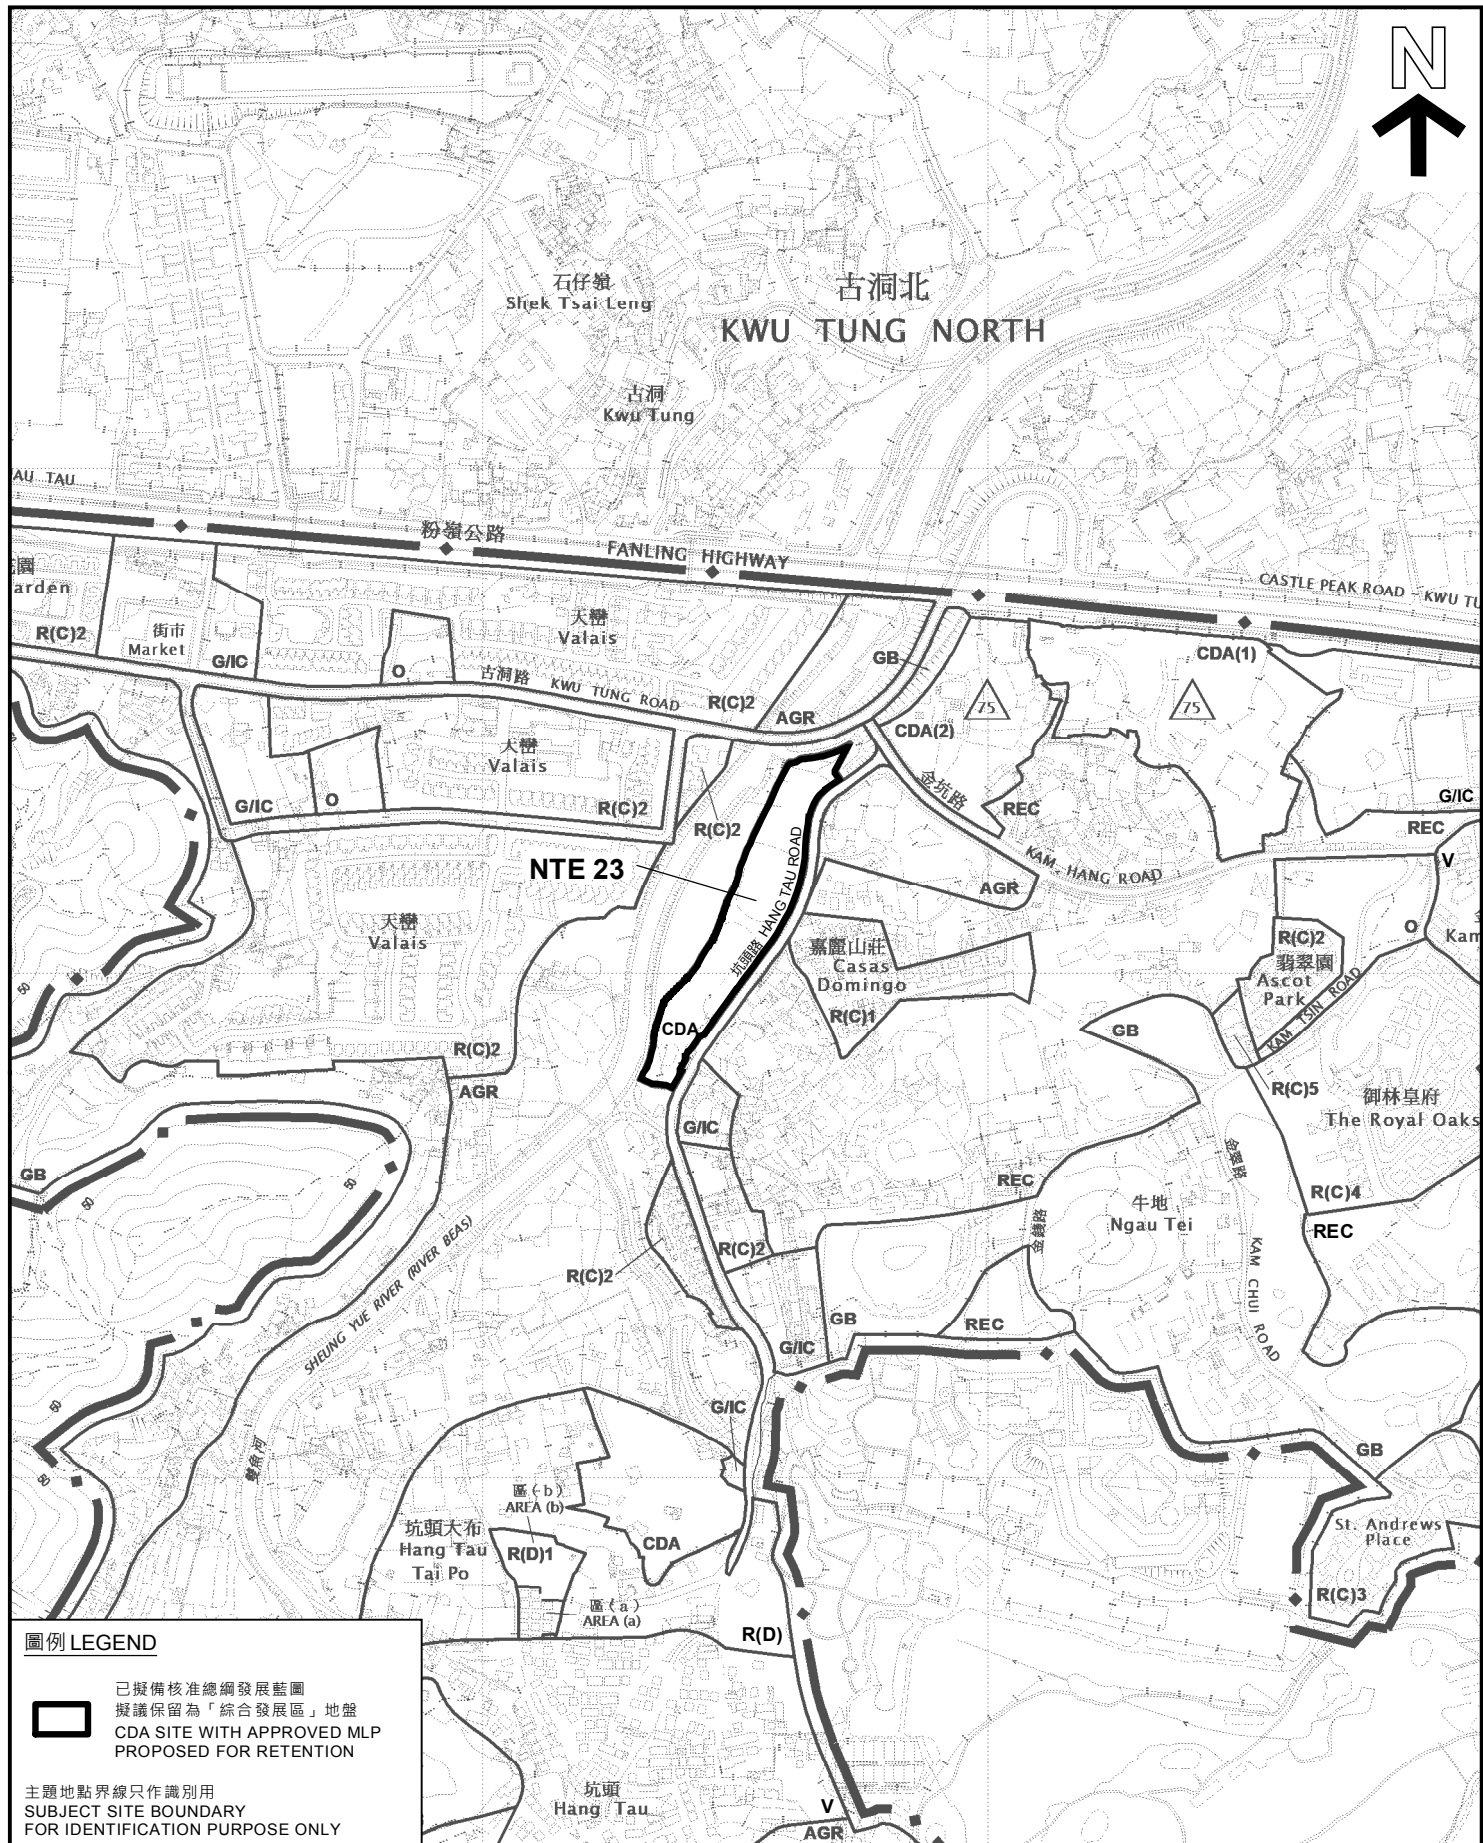 N
石仔嶺
Shek Tsai Leng
古洞北
KWU TUNG NORTH
古洞
Kwu Tung
AU TAU
粉嶺公路
FANLING HIGHWAY
CASTLE PEAK ROAD - KWU TU
園
arden
R(C)2
街市
Market
G/IC
O
天巒
Valais
古洞路 KWU TUNG ROAD
R(C)2
AGR
GB
CDA(2)
75
CDA(1)
75
G/IC
O
天巒
Valais
R(C)2
R(C)2
金坑路
REC
KAM HANG ROAD
G/IC
REC
V
NTE 23
坑頭路 HANG TAU ROAD
AGR
天巒
Valais
嘉麗山莊
Casas
Domingo
R(C)1
R(C)2
翡翠園
Ascot
Park
O
Kam
KAM TSIN ROAD
50
CDA
R(C)2
AGR
GB
R(C)5
御林皇府
The Royal Oaks
G/IC
GB
50
50
REC
牛地
Ngau Tei
金翠路
KAM CHUI ROAD
金錢路
R(C)4
REC
SHEUNG YUE RIVER (RIVER BEAS)
雙魚河
R(C)2
R(C)2
GB
REC
G/IC
50
50
G/IC
GB
區(b)
AREA (b)
坑頭大布
Hang Tau
Tai Po
R(D)1
CDA
區(a)
AREA (a)
St. Andrews
Place
R(C)3
R(D)
坑頭
Hang Tau
V
AGR
圖例 LEGEND
已擬備核准總綱發展藍圖
擬議保留為「綜合發展區」地盤
CDA SITE WITH APPROVED MLP
PROPOSED FOR RETENTION
主題地點界線只作識別用
SUBJECT SITE BOUNDARY
FOR IDENTIFICATION PURPOSE ONLY